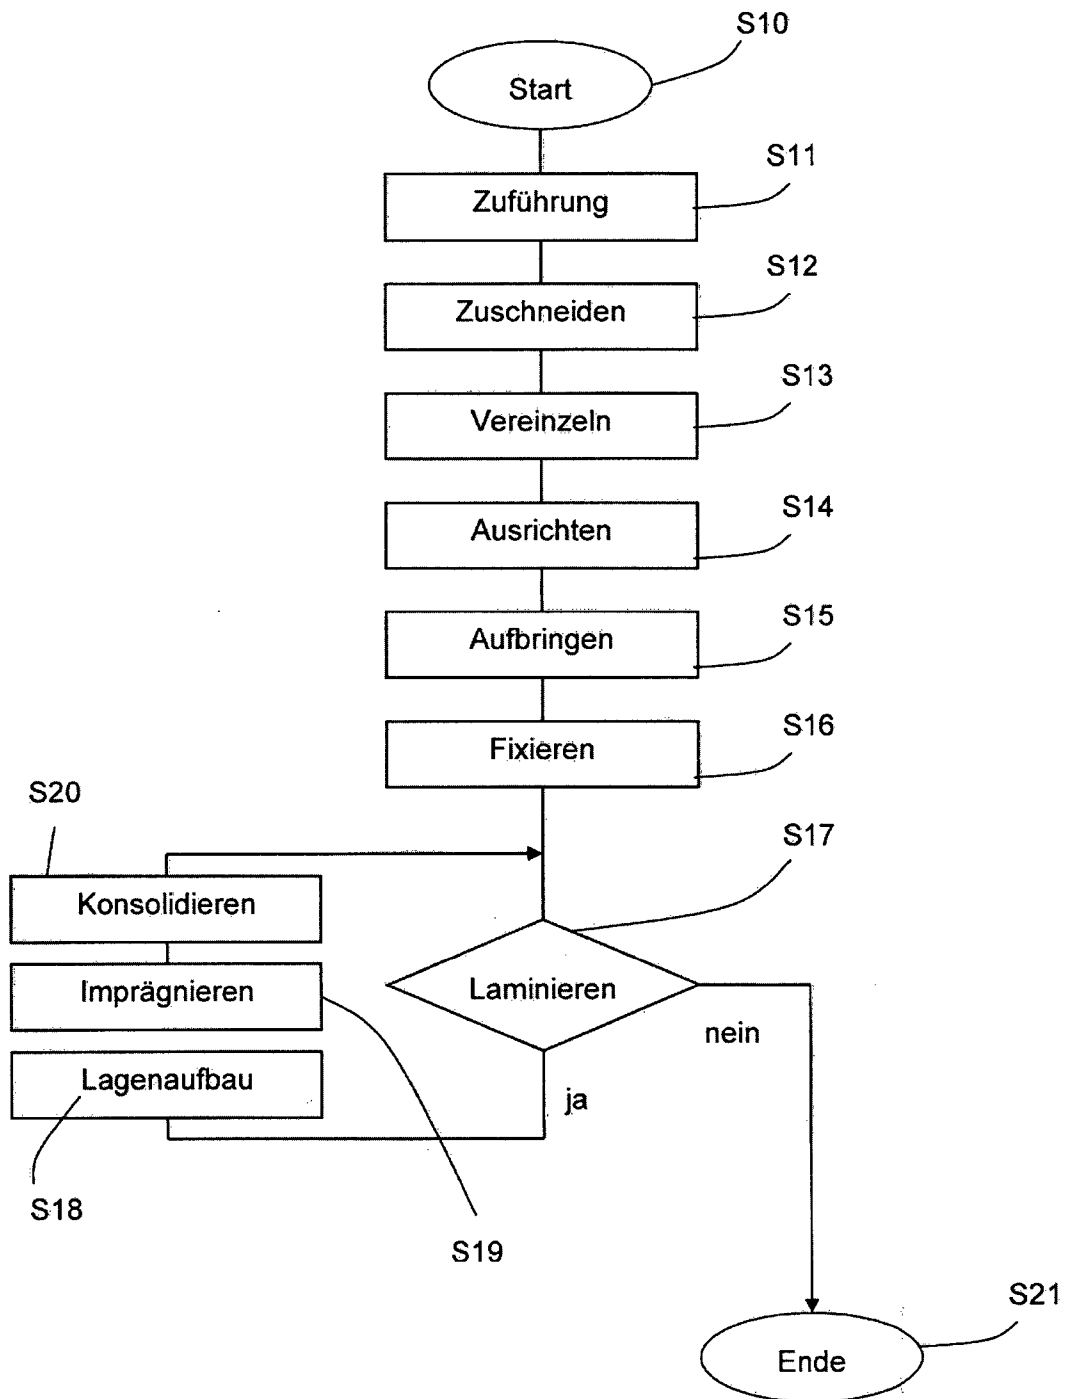 S10
Start
S11
Zuführung
S12
Zuschneiden
S13
Vereinzeln
S14
Ausrichten
S15
Aufbringen
S16
Fixieren
S20
S17
Konsolidieren
Imprägnieren
Laminieren
nein
Lagenaufbau
ja
S18
S19
S21
Ende